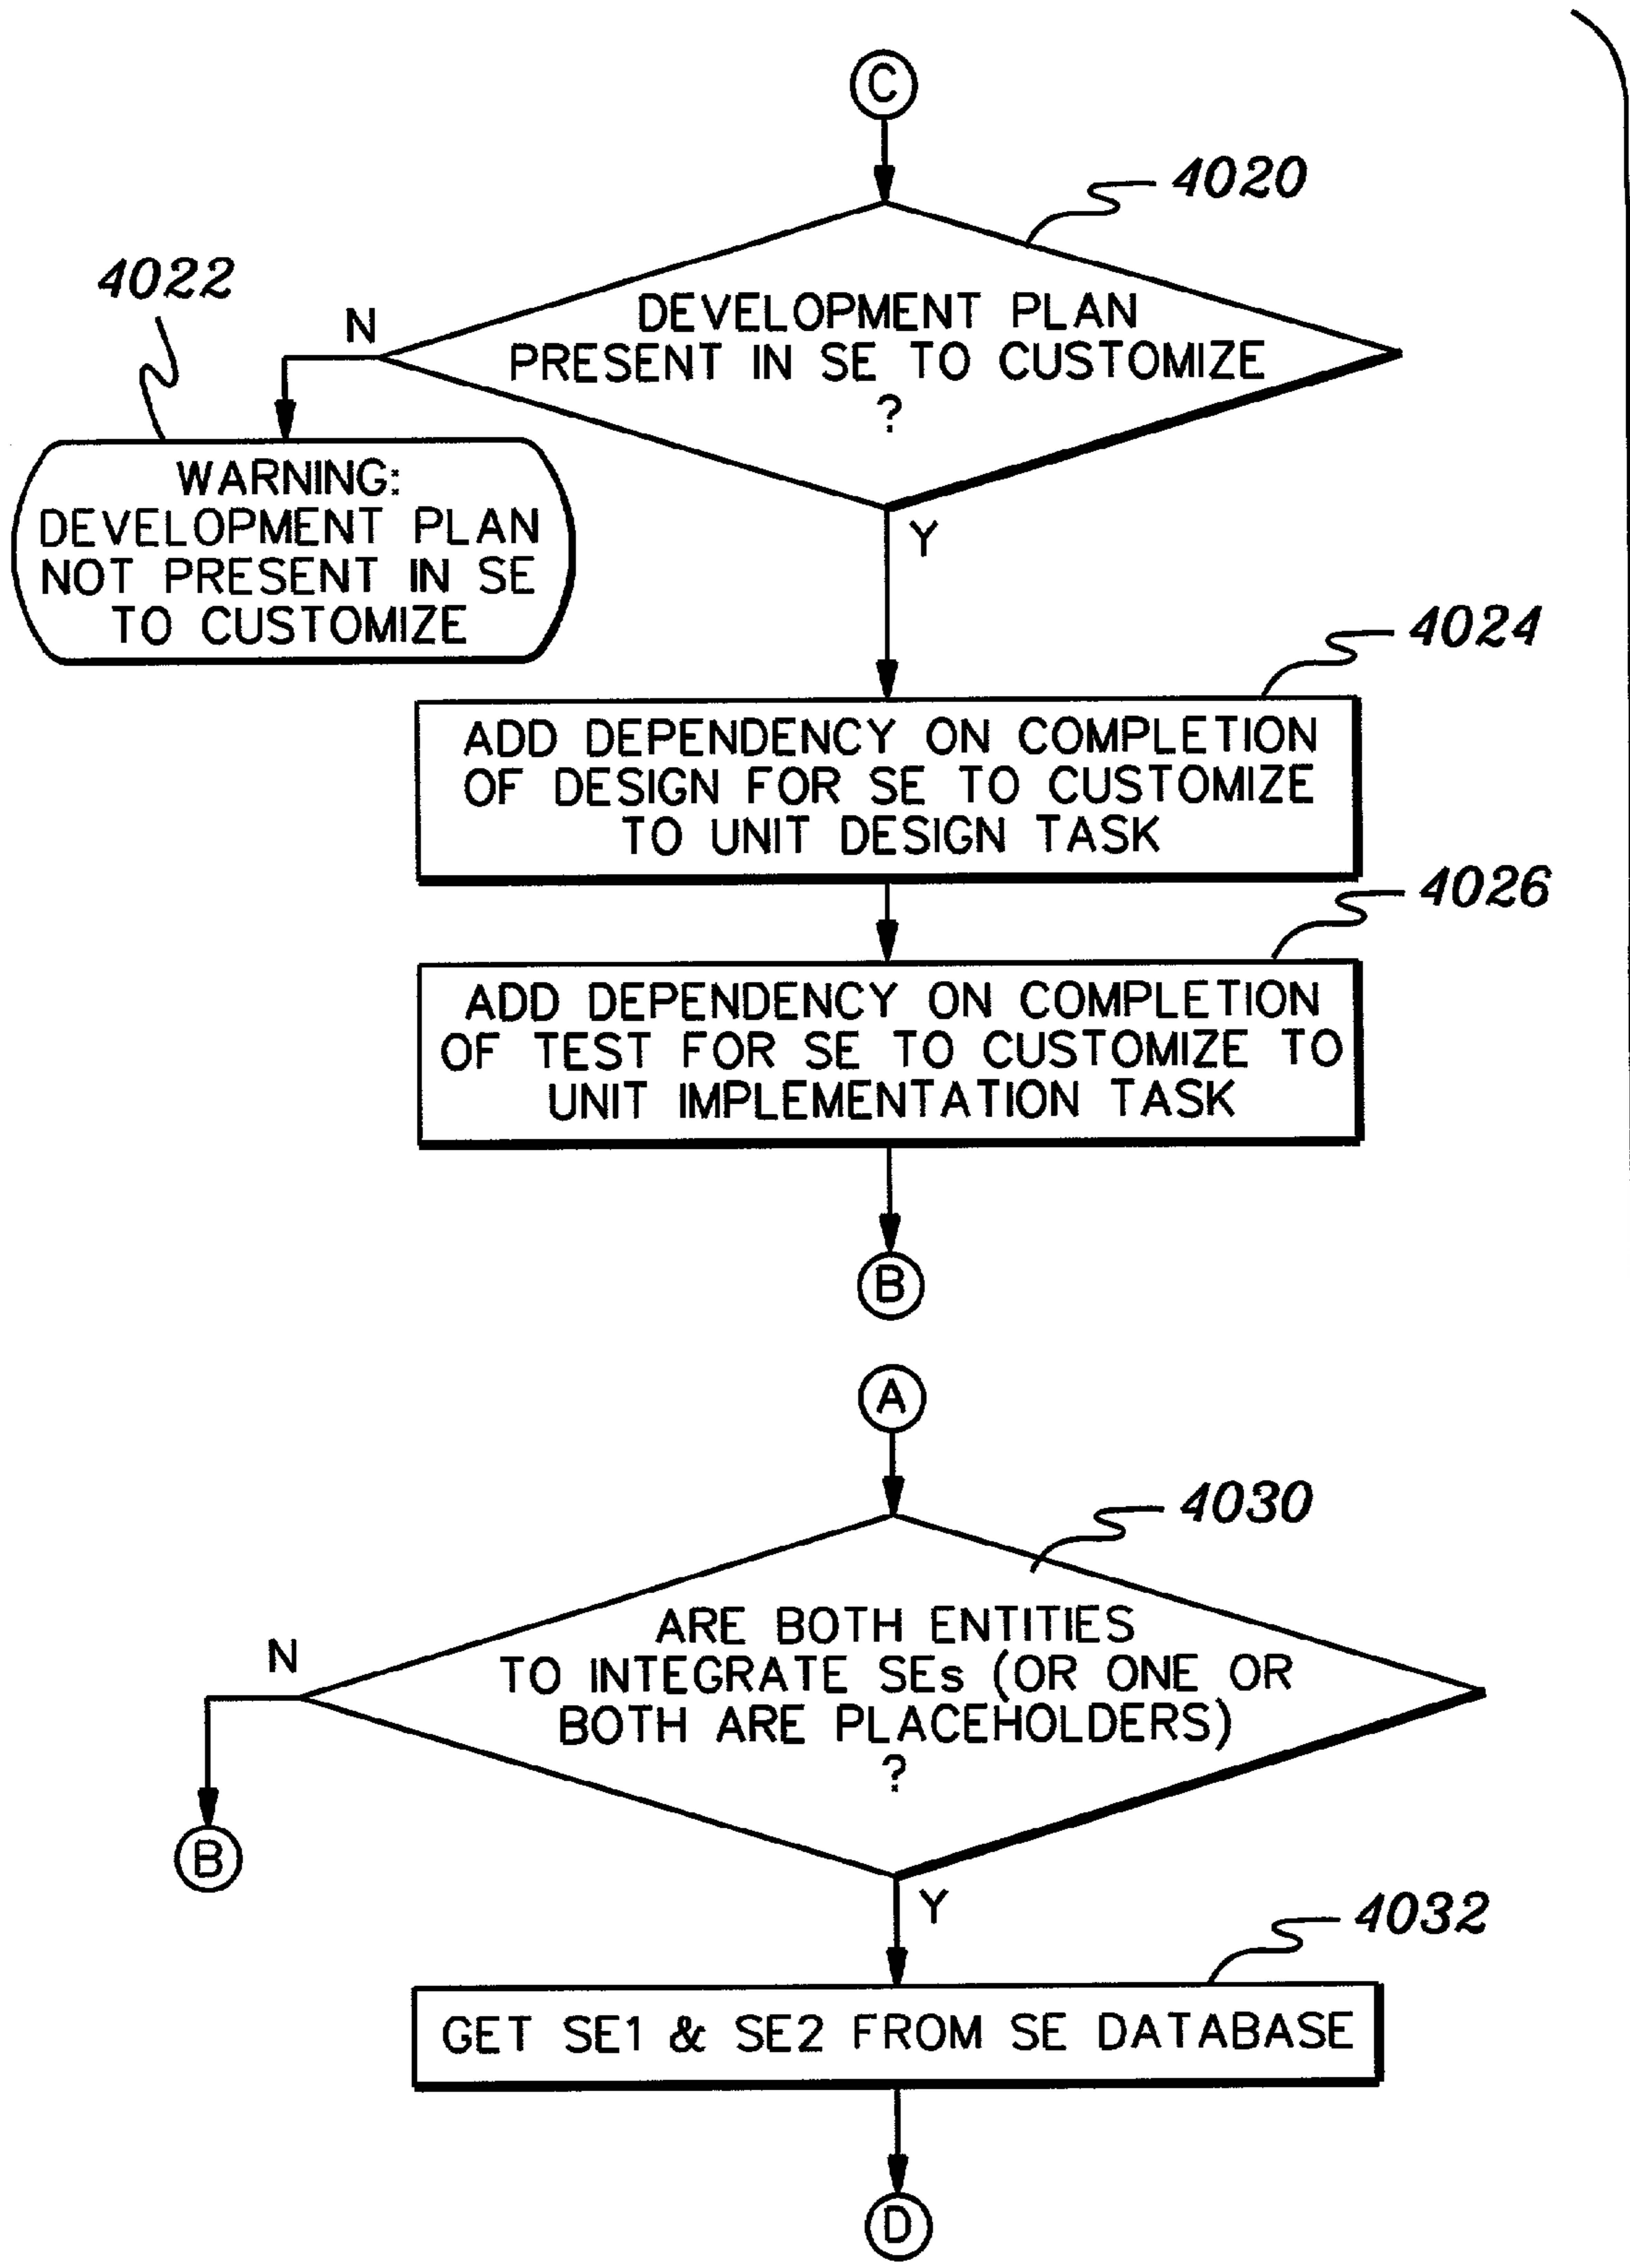 C
4020
4022
N
DEVELOPMENT PLAN
PRESENT IN SE TO CUSTOMIZE
?
WARNING:
DEVELOPMENT PLAN
NOT PRESENT IN SE
TO CUSTOMIZE
Y
4024
ADD DEPENDENCY ON COMPLETION
OF DESIGN FOR SE TO CUSTOMIZE
TO UNIT DESIGN TASK
4026
ADD DEPENDENCY ON COMPLETION
OF TEST FOR SE TO CUSTOMIZE TO
UNIT IMPLEMENTATION TASK
B
A
4030
N
ARE BOTH ENTITIES
TO INTEGRATE SEs (OR ONE OR
BOTH ARE PLACEHOLDERS)
?
B
Y
4032
GET SE1 & SE2 FROM SE DATABASE
D